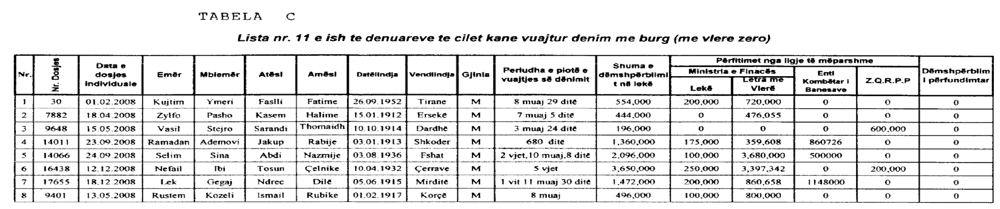 TABELA C
Lista nr. 11 e ish te denuareve te cilet kane vuajtur denim me burg (me vlere zero)
Nr. Nr. Dosjes Data e dosjes individuale Emër Mbiemër Atësi Amësi Datëlindja Vendlindja Gjinia Periudha e plotë e vuajtjes së dënimit Shuma e dëmshpërblimi t në lekë Përfitimet nga ligje të mëparshme Dëmshpërblim i përfundimtar
Ministria e Finacës Enti Kombëtar i Banesave Z.Q.R.P.P
Lekë Letra me Vlerë
1 30 01.02.2008 Kujtim Ymeri Faslli Fatime 26.09.1952 Tirane M 8 muaj 29 ditë 554,000 200,000 720,000 0 0 0
2 7882 18.04.2008 Zylfo Pasho Kasem Halime 15.01.1912 Ersekë M 7 muaj 5 ditë 444,000 0 476,055 0 0 0
3 9648 15.05.2008 Vasil Stejro Sarandi Thomaidh 10.10.1914 Dardhë M 3 muaj 24 ditë 196,000 0 0 0 600,000 0
4 14011 23.09.2008 Ramadan Ademovi Jakup Rabije 03.01.1913 Shkoder M 680 ditë 1,360,000 175,000 359,608 860726 0 0
5 14066 24.09.2008 Selim Sina Abdi Nazmije 03.08.1936 Fshat M 2 vjet,10 muaj,8 ditë 2,096,000 100,000 3,680,000 500000 0 0
6 16438 12.12.2008 Nefail Ibi Tosun Çelnike 10.04.1932 Çerrave M 5 vjet 3,650,000 250,000 3,397,342 0 200,000 0
7 17655 18.12.2008 Lek Gegaj Ndrec Dilë 05.06.1915 Mirditë M 1 vit 11 muaj 30 ditë 1,472,000 200,000 860,658 1148000 0 0
8 9401 13.05.2008 Rustem Kozeli Ismail Rubike 01.02.1917 Korçë M 8 muaj 496,000 100,000 800,000 0 0 0